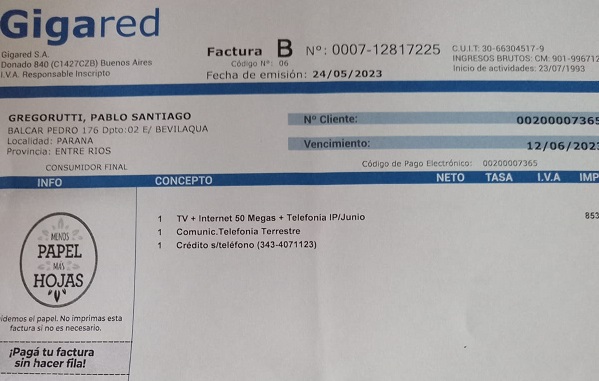 Gigared
Gigared S.A.
Donado 840 (C1427CZB) Buenos Aires
I.V.A. Responsable Inscripto
Factura B Nº: 0007-12817225
Código Nº: 06
Fecha de emisión: 24/05/2023
C.U.I.T: 30-66304517-9
INGRESOS BRUTOS: CM: 901-996712
Inicio de actividades: 23/07/1993
GREGORUTTI, PABLO SANTIAGO
BALCAR PEDRO 176 Dpto:02 E/ BEVILAQUA
Localidad: PARANA
Provincia: ENTRE RIOS
CONSUMIDOR FINAL
Nº Cliente: 00200007365
Vencimiento: 12/06/2023
Código de Pago Electrónico: 00200007365
INFO CONCEPTO NETO TASA I.V.A IMP
1 TV + Internet 50 Megas + Telefonia IP/Junio 853
1 Comunic.Telefonia Terrestre
1 Crédito s/teléfono (343-4071123)
MENOS
PAPEL
MAS
HOJAS
idemos el papel. No imprimas esta
factura si no es necesario.
¡Pagá tu factura
sin hacer fila!